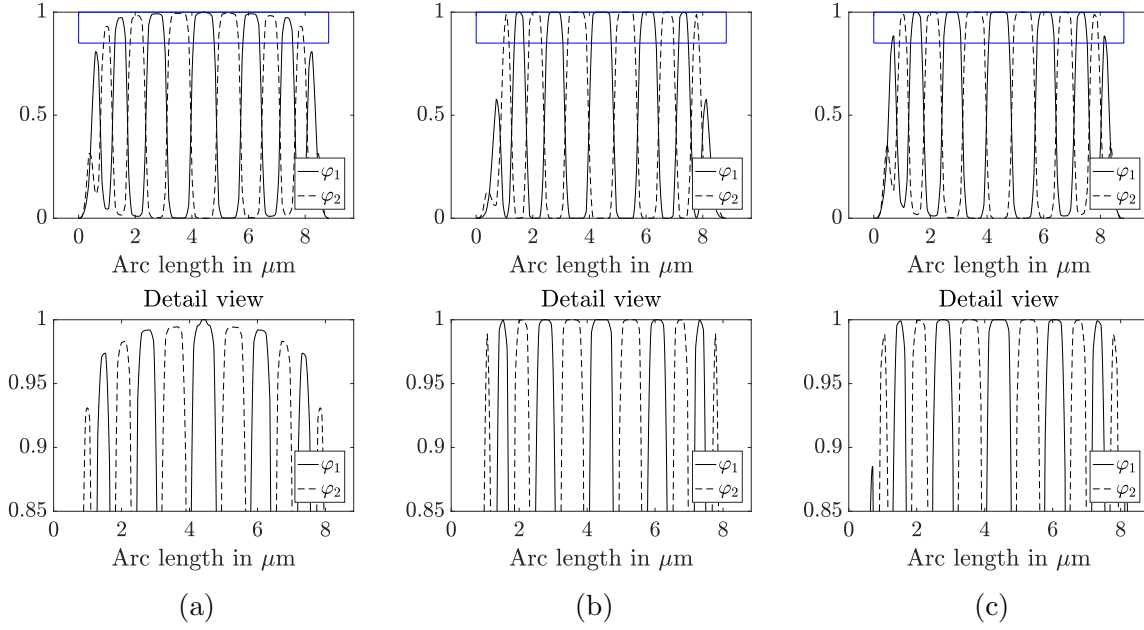 1
0.5
0
0 2 4 6 8
Arc length in μm
φ1
φ2
1
0.5
0
0 2 4 6 8
Arc length in μm
φ1
φ2
1
0.5
0
0 2 4 6 8
Arc length in μm
φ1
φ2
Detail view
1
0.95
0.9
0.85
0 2 4 6 8
Arc length in μm
φ1
φ2
Detail view
1
0.95
0.9
0.85
0 2 4 6 8
Arc length in μm
φ1
φ2
Detail view
1
0.95
0.9
0.85
0 2 4 6 8
Arc length in μm
φ1
φ2
(a)
(b)
(c)